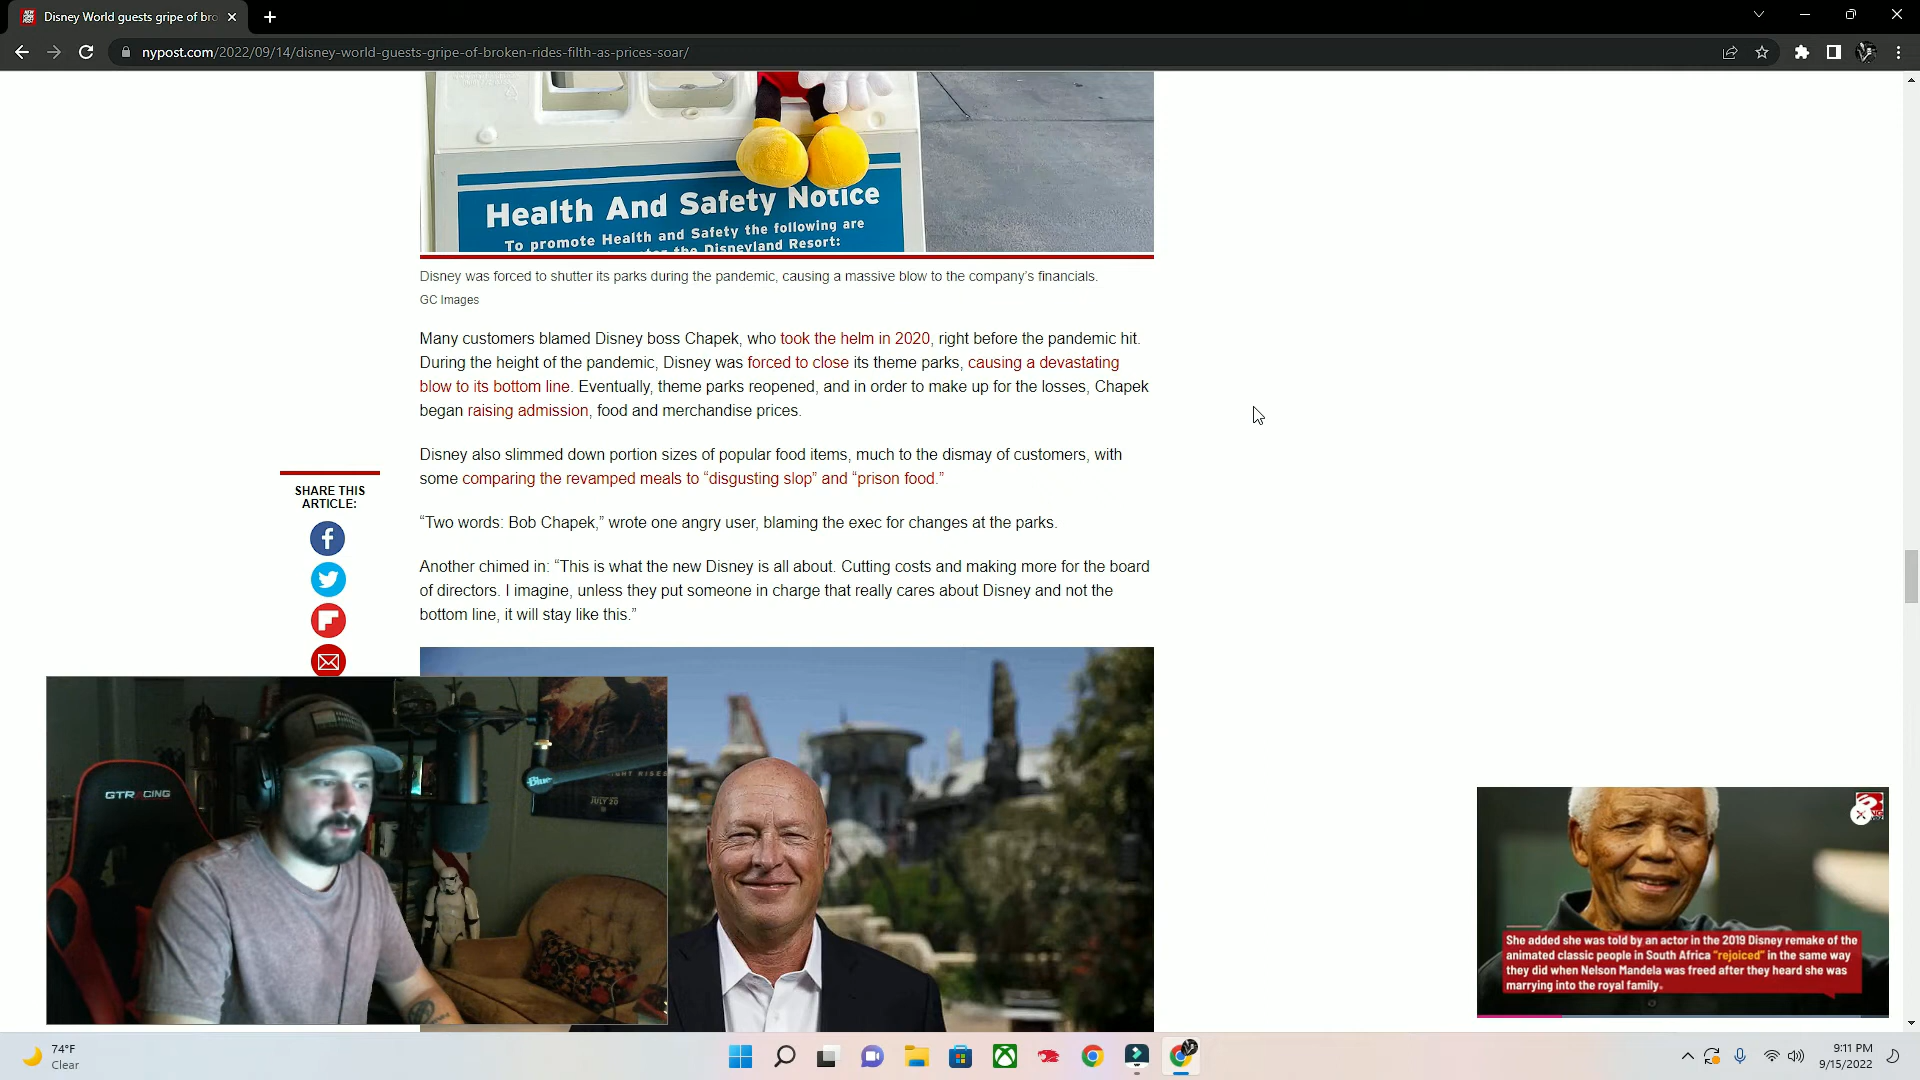 Disney World guests gripe of bro
nypost.com/2022/09/14/disney-world-guests-gripe-of-broken-rides-filth-as-prices-soar/
Health And Safety Notice
To promote Health and Safety the following are
the Disneyland Resort:
Disney was forced to shutter its parks during the pandemic, causing a massive blow to the company's financials.
GC Images
Many customers blamed Disney boss Chapek, who took the helm in 2020, right before the pandemic hit.
During the height of the pandemic, Disney was forced to close its theme parks, causing a devastating
blow to its bottom line. Eventually, theme parks reopened, and in order to make up for the losses, Chapek
began raising admission, food and merchandise prices.
Disney also slimmed down portion sizes of popular food items, much to the dismay of customers, with
some comparing the revamped meals to “disgusting slop” and “prison food.”
“Two words: Bob Chapek,” wrote one angry user, blaming the exec for changes at the parks.
Another chimed in: “This is what the new Disney is all about. Cutting costs and making more for the board
of directors. I imagine, unless they put someone in charge that really cares about Disney and not the
bottom line, it will stay like this.”
SHARE THIS
ARTICLE:
GTRACING
Blue
JULY 20
She added she was told by an actor in the 2019 Disney remake of the
animated classic people in South Africa "rejoiced" in the same way
they did when Nelson Mandela was freed after they heard she was
marrying into the royal family.
74°F
Clear
9:11 PM
9/15/2022